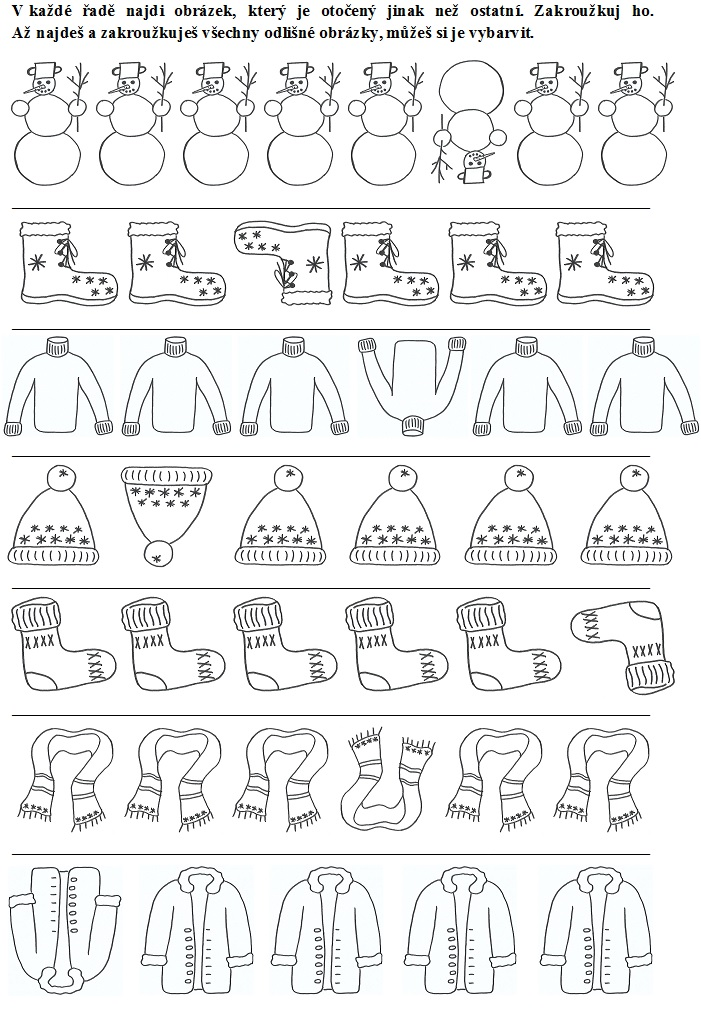 V každé řadě najdi obrázek, který je otočený jinak než ostatní. Zakroužkuj ho.
Až najdeš a zakroužkuješ všechny odlišné obrázky, můžeš si je vybarvit.